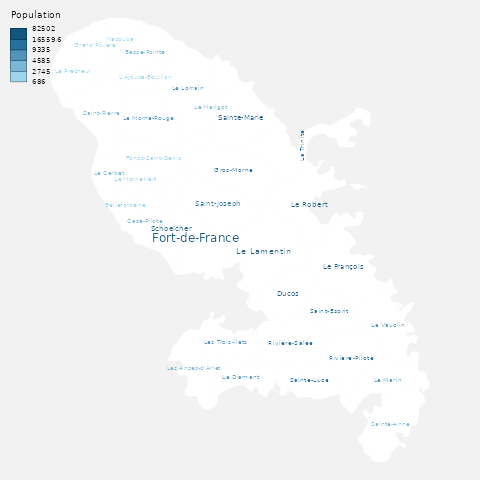 Population
82502
16559.6
9335
4585
2745
686
Macouba
Grand'Rivière
Basse-Pointe
Le Prêcheur
L'Ajoupa-Bouillon
Le Lorrain
Le Marigot
Saint-Pierre
Le Morne-Rouge
Sainte-Marie
La Trinité
Fonds-Saint-Denis
Gros-Morne
Le Carbet
Le Morne-Vert
Bellefontaine
Saint-Joseph
Le Robert
Case-Pilote
Schoelcher
Fort-de-France
Le Lamentin
Le François
Ducos
Saint-Esprit
Le Vauclin
Les Trois-Îlets
Rivière-Salée
Rivière-Pilote
Les Anses-d'Arlet
Le Diamant
Sainte-Luce
Le Marin
Sainte-Anne